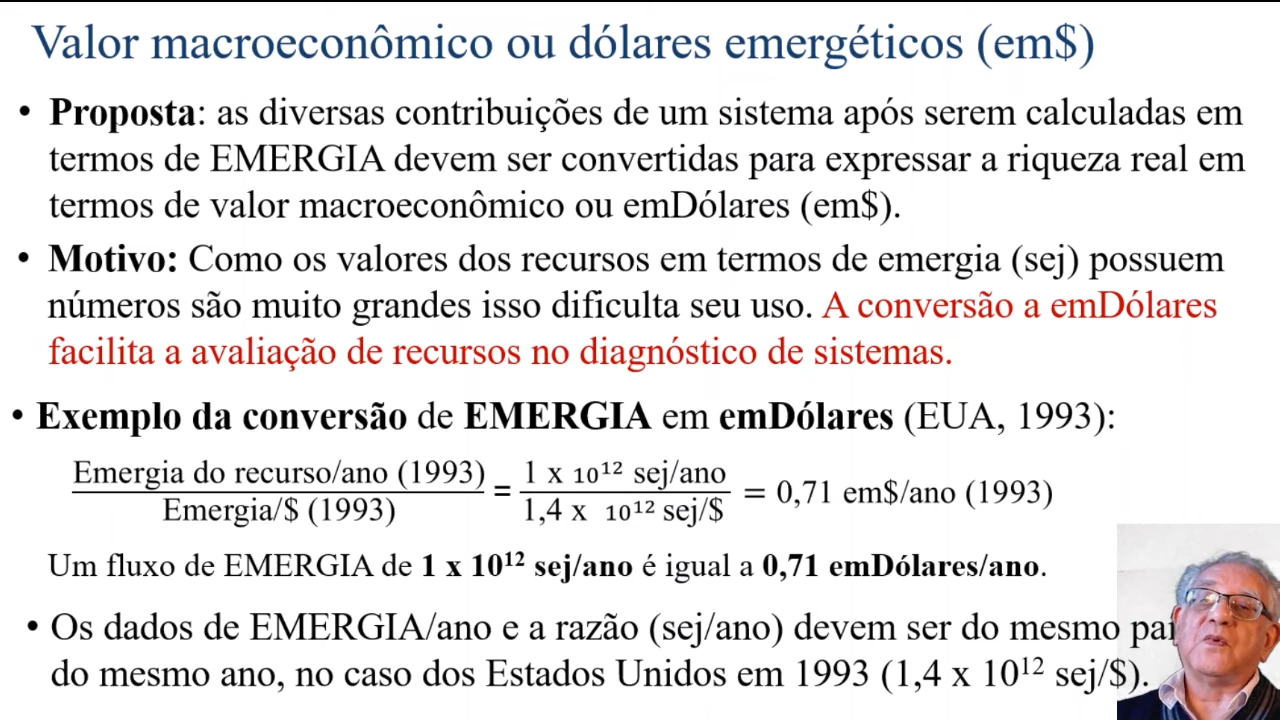 Valor macroeconômico ou dólares emergéticos (em$)
• Proposta: as diversas contribuições de um sistema após serem calculadas em
termos de EMERGIA devem ser convertidas para expressar a riqueza real em
termos de valor macroeconômico ou emDólares (em$).
• Motivo: Como os valores dos recursos em termos de emergia (sej) possuem
números são muito grandes isso dificulta seu uso. A conversão a emDólares
facilita a avaliação de recursos no diagnóstico de sistemas.
• Exemplo da conversão de EMERGIA em emDólares (EUA, 1993):
Emergia do recurso/ano (1993) / Emergia/$ (1993) = 1 x 10¹² sej/ano / 1,4 x 10¹² sej/$ = 0,71 em$/ano (1993)
Um fluxo de EMERGIA de 1 x 10¹² sej/ano é igual a 0,71 emDólares/ano.
• Os dados de EMERGIA/ano e a razão (sej/ano) devem ser do mesmo
do mesmo ano, no caso dos Estados Unidos em 1993 (1,4 x 10¹² sej/$).